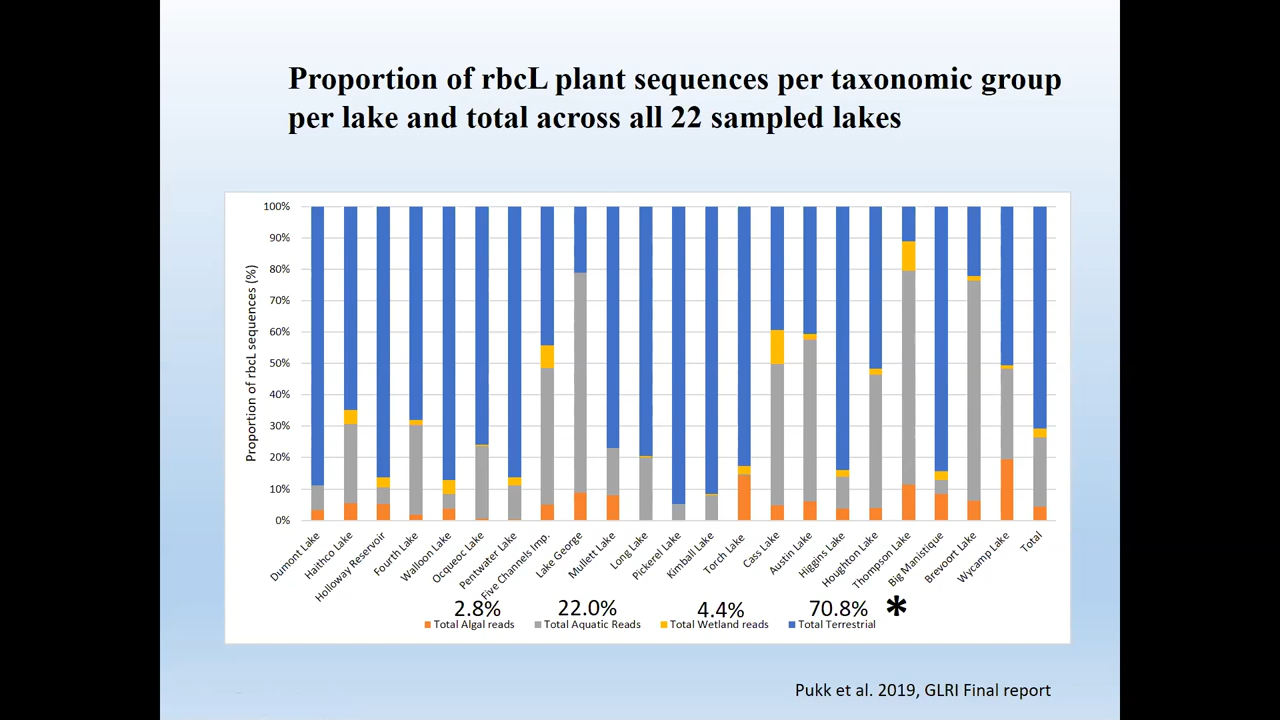 Proportion of rbcL plant sequences per taxonomic group
per lake and total across all 22 sampled lakes
100%
90%
80%
70%
60%
50%
40%
30%
20%
10%
0%
Proportion of rbcL sequences (%)
Dumont Lake
Haithco Lake
Holloway Reservoir
Fourth Lake
Walloon Lake
Ocqueoc Lake
Pentwater Lake
Five Channels Imp.
Lake George
Mullett Lake
Long Lake
Pickerel Lake
Kimball Lake
Torch Lake
Cass Lake
Austin Lake
Higgins Lake
Houghton Lake
Thompson Lake
Big Manistique
Brevoort Lake
Wycamp Lake
Total
2.8% 22.0% 4.4% 70.8% *
Total Algal reads Total Aquatic Reads Total Wetland reads Total Terrestrial
Pukk et al. 2019, GLRI Final report